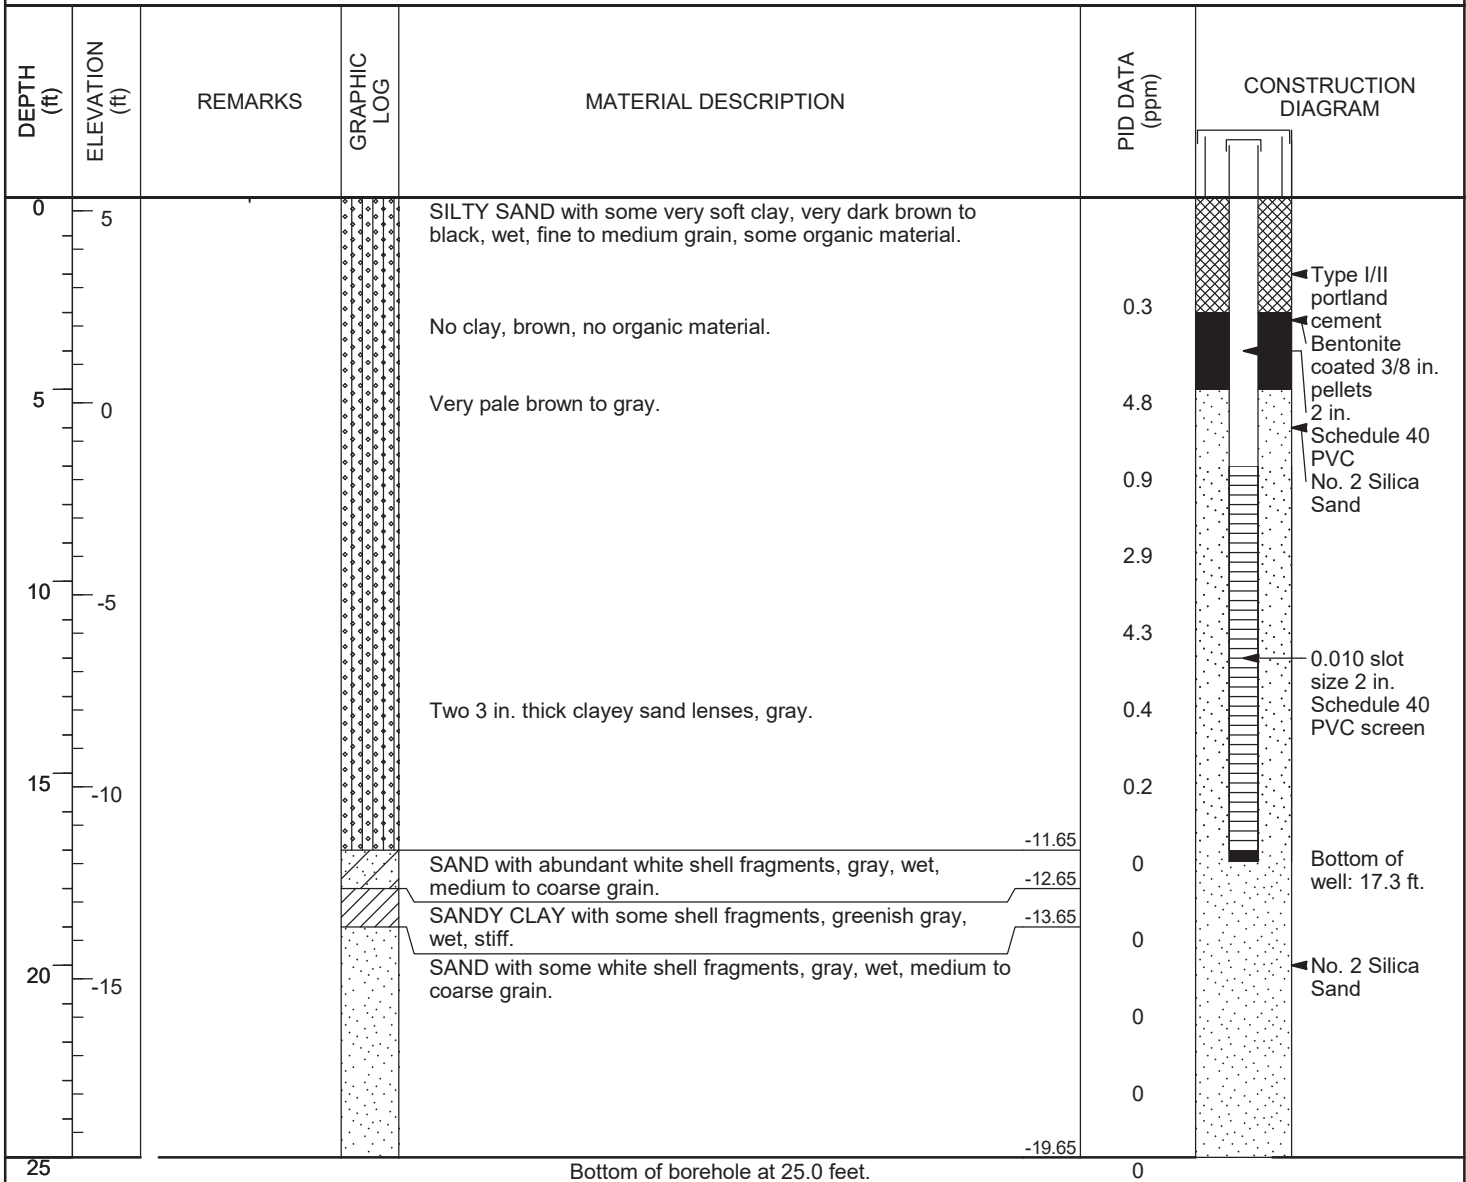 DEPTH
(ft)
ELEVATION
(ft)
REMARKS
GRAPHIC
LOG
MATERIAL DESCRIPTION
PID DATA
(ppm)
CONSTRUCTION
DIAGRAM
0
5
SILTY SAND with some very soft clay, very dark brown to
black, wet, fine to medium grain, some organic material.
Type I/II
portland
cement
0.3
No clay, brown, no organic material.
Bentonite
coated 3/8 in.
pellets
5
0
Very pale brown to gray.
4.8
2 in.
Schedule 40
PVC
0.9
No. 2 Silica
Sand
2.9
10
-5
4.3
0.010 slot
size 2 in.
Schedule 40
PVC screen
Two 3 in. thick clayey sand lenses, gray.
0.4
15
-10
0.2
-11.65
SAND with abundant white shell fragments, gray, wet,
medium to coarse grain.
-12.65
0
Bottom of
well: 17.3 ft.
SANDY CLAY with some shell fragments, greenish gray,
wet, stiff.
-13.65
0
20
-15
SAND with some white shell fragments, gray, wet, medium to
coarse grain.
No. 2 Silica
Sand
0
0
-19.65
25
Bottom of borehole at 25.0 feet.
0